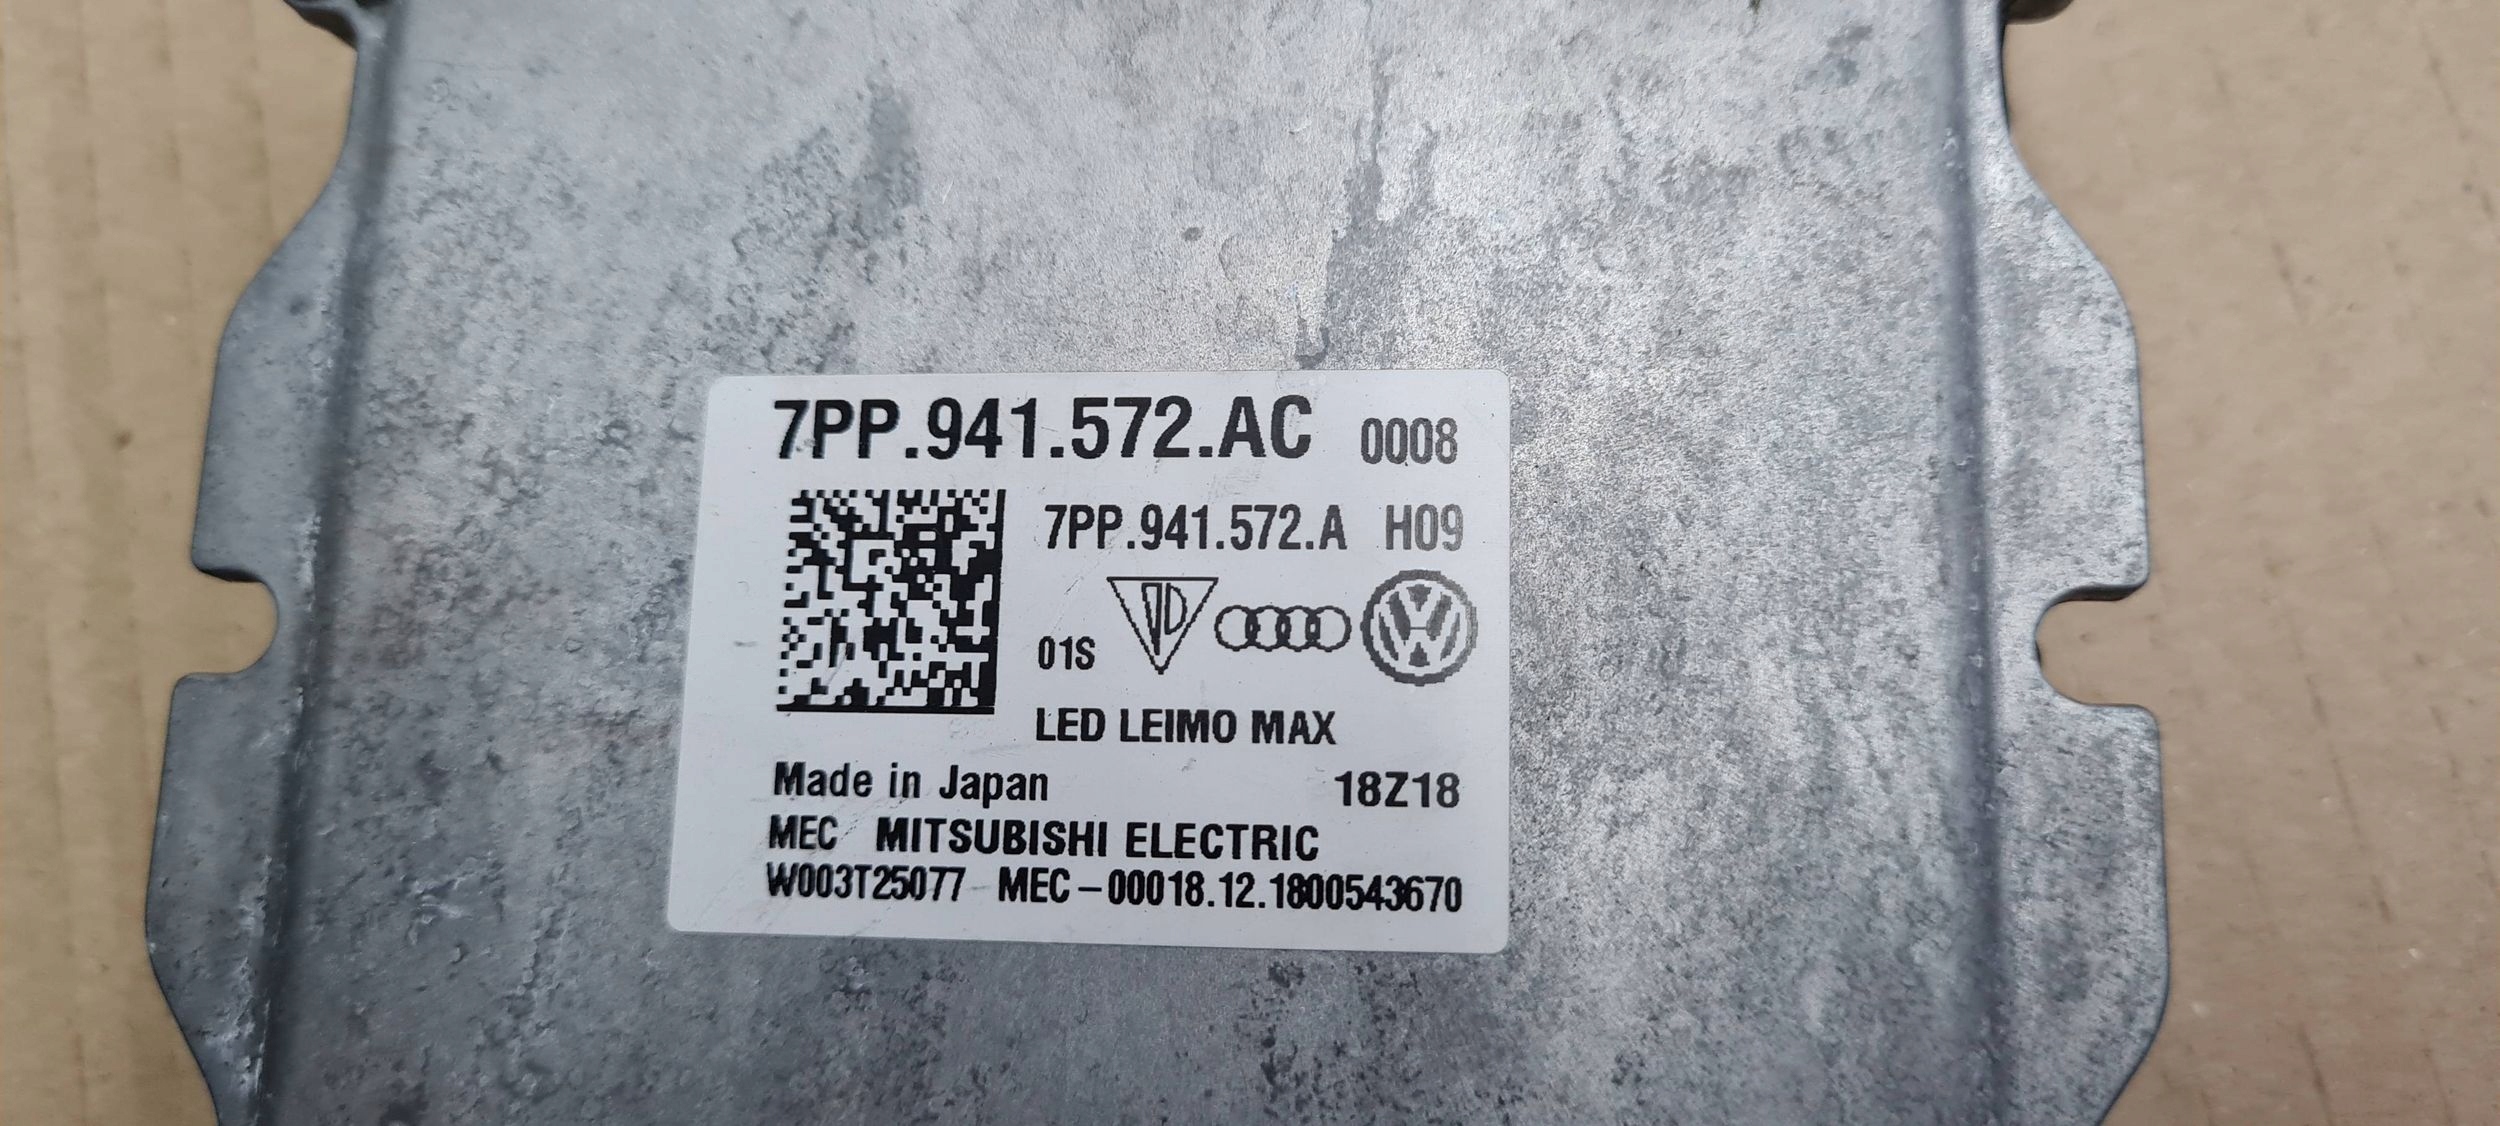 7PP.941.572.AC 0008
7PP.941.572.A H09
01S
LED LEIMO MAX
Made in Japan 18Z18
MEC MITSUBISHI ELECTRIC
W003T25077 MEC-00018.12.1800543670